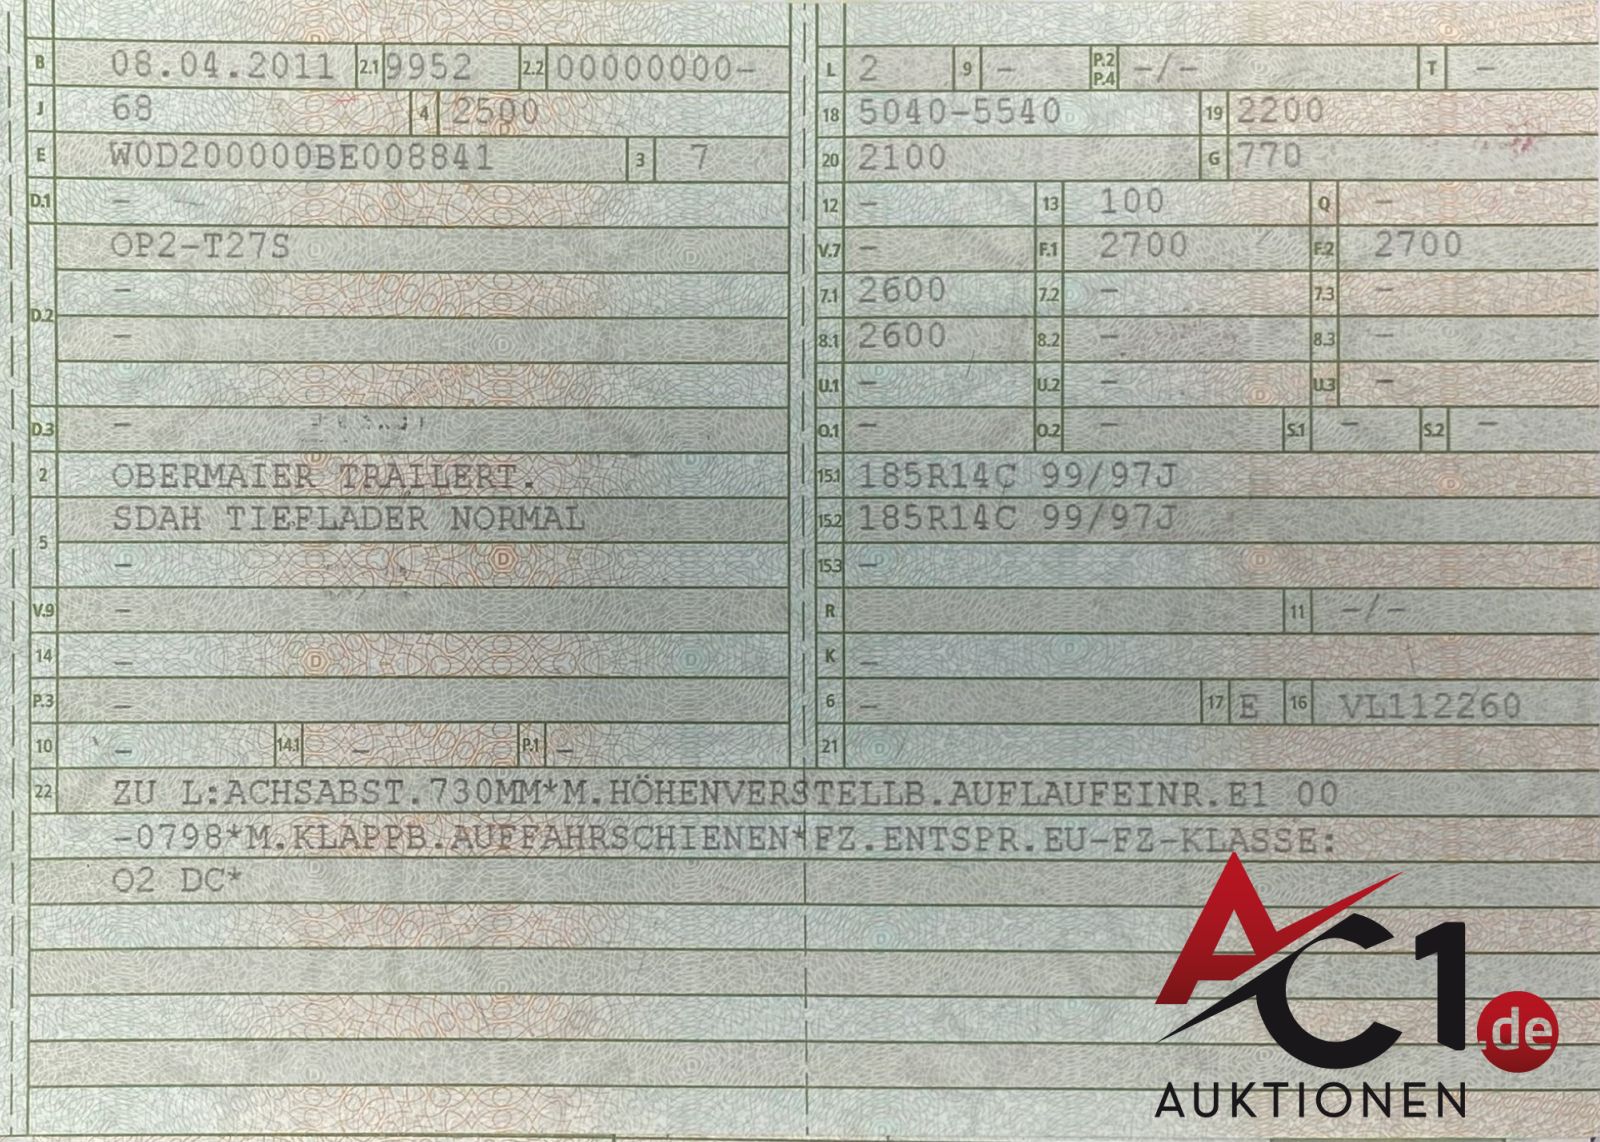 B 08.04.2011 2.1 9952 2.2 00000000-
J 68 4 2500
E W0D200000BE008841 3 7
D.1 -
D.2 OP2-T27S
-
-
D.3 -
2 OBERMAIER TRAILERT.
5 SDAH TIEFLADER NORMAL
-
V.9 -
14 -
P.3 -
10 - 14.1 - P.1 -
L 2 9 - P.2 P.4 -/- T -
18 5040-5540 19 2200
20 2100 G 770
12 - 13 100 Q -
V.7 - F.1 2700 F.2 2700
7.1 2600 7.2 - 7.3 -
8.1 2600 8.2 - 8.3 -
U.1 - U.2 - U.3 -
O.1 - O.2 - S.1 - S.2 -
15.1 185R14C 99/97J
15.2 185R14C 99/97J
15.3 -
R 11 -/-
K -
6 - 17 E 16 VL112260
21
22 ZU L:ACHSABST.730MM*M.HÖHENVERSTELLB.AUFLAUFEINR.E1 00
-0798*M.KLAPPB.AUFFAHRSCHIENEN*FZ.ENTSPR.EU-FZ-KLASSE:
O2 DC*
AC1.de
AUKTIONEN